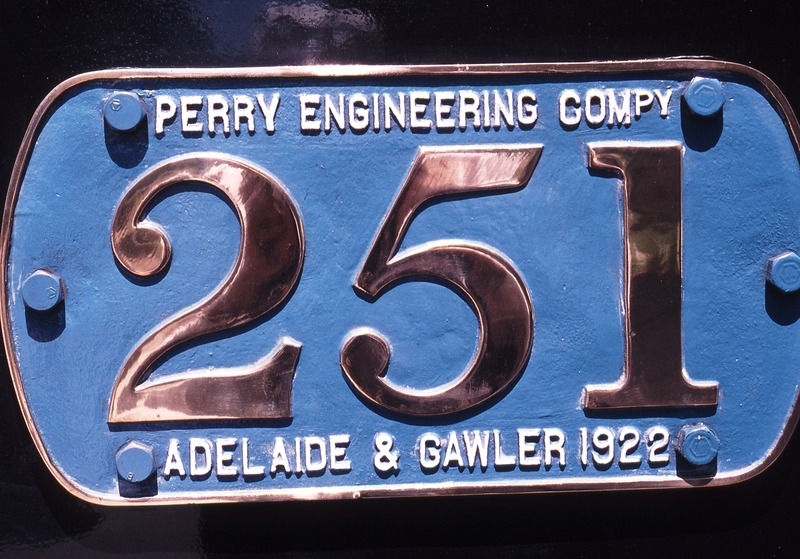 PERRY ENGINEERING COMPY
251
ADELAIDE & GAWLER 1922